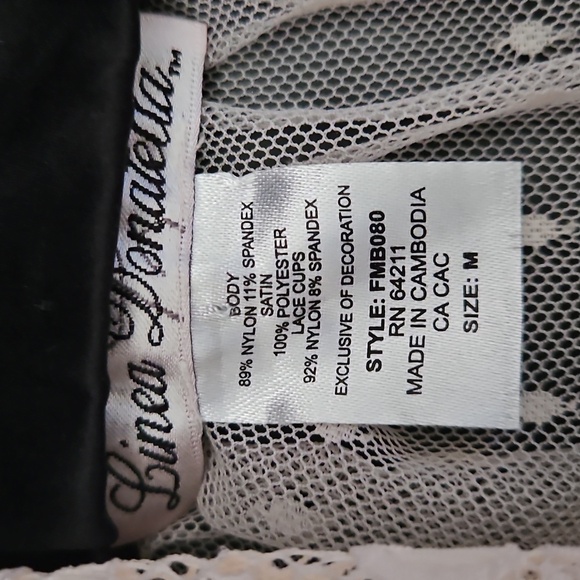 Linea Donatella™
BODY
89% NYLON 11% SPANDEX
SATIN
100% POLYESTER
LACE CUPS
92% NYLON 8% SPANDEX
EXCLUSIVE OF DECORATION
STYLE: FMB080
RN 64211
MADE IN CAMBODIA
CA CAC
SIZE: M